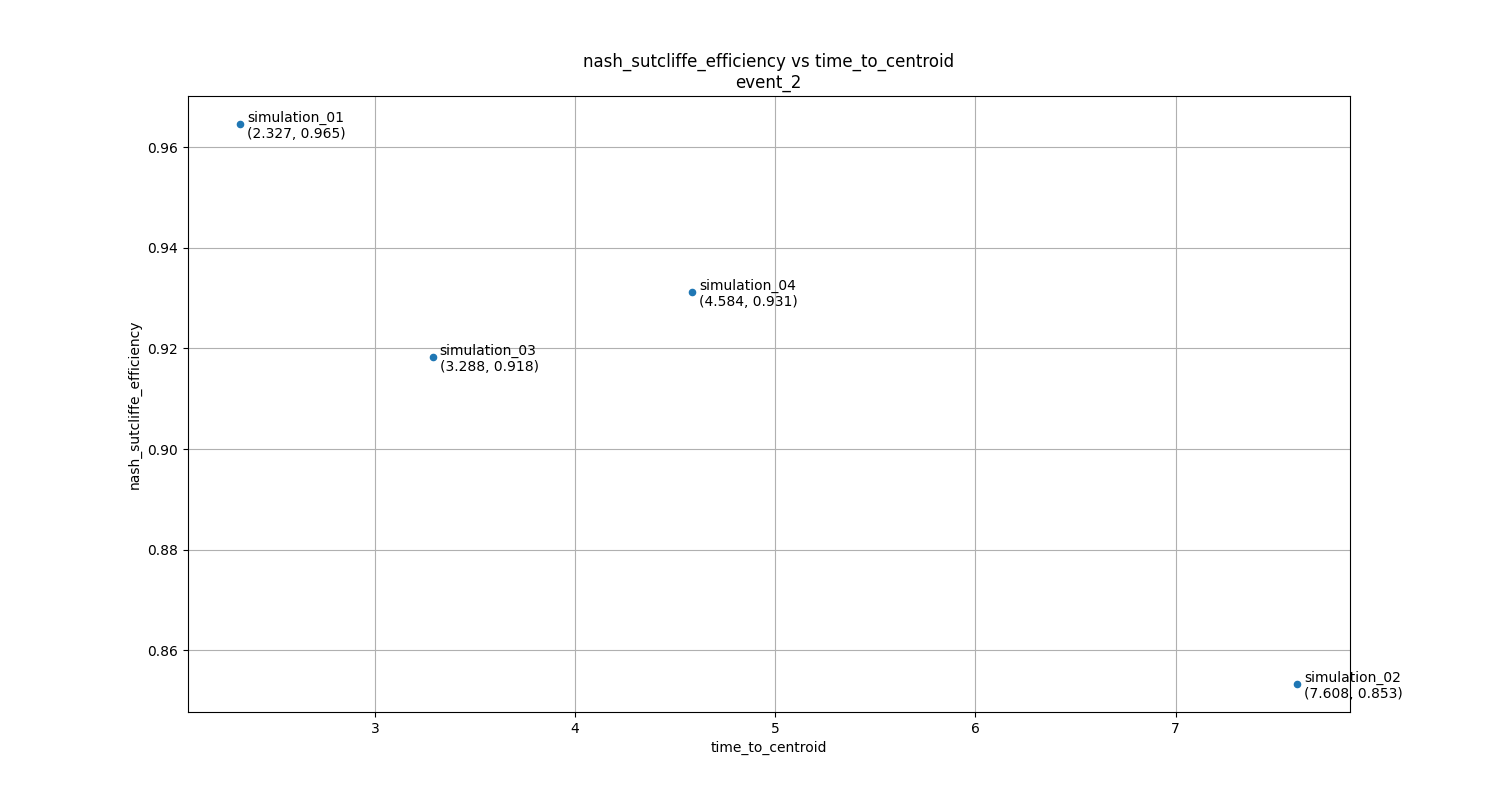 nash_sutcliffe_efficiency vs time_to_centroid
event_2
simulation_01
(2.327, 0.965)
0.96
0.94
simulation_04
(4.584, 0.931)
0.92
simulation_03
(3.288, 0.918)
nash_sutcliffe_efficiency
0.90
0.88
0.86
simulation_02
(7.608, 0.853)
3 4 5 6 7
time_to_centroid